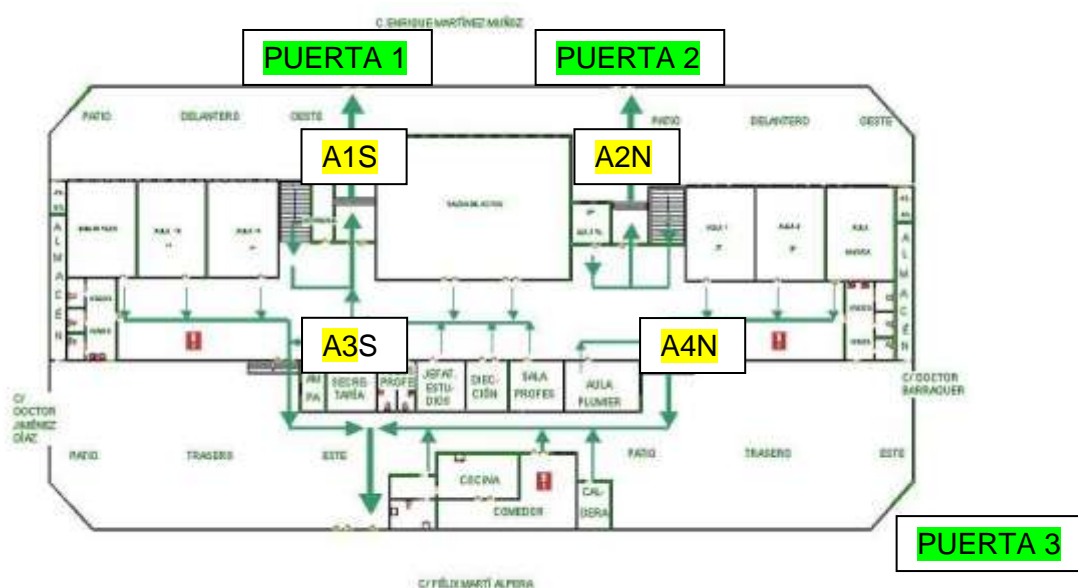 C. ENRIQUE MARTÍNEZ MUÑOZ
PUERTA 1
PUERTA 2
PATIO DELANTERO OESTE
PATIO DELANTERO OESTE
A1S
A2N
ALMACÉN
ALMACÉN
A3S
A4N
SECRE-
TARÍA
PROFE
JEFAT.
ESTU-
DIOS
DIREC-
CIÓN
SALA
PROFES
AULA
PLUMIER
C/
DOCTOR
JIMÉNEZ
DÍAZ
C/ DOCTOR
BARRAQUER
PATIO TRASERO ESTE
PATIO TRASERO ESTE
COCINA
COMEDOR
CAL-
DERA
PUERTA 3
C/ FÉLIX MARTÍ ALPERA